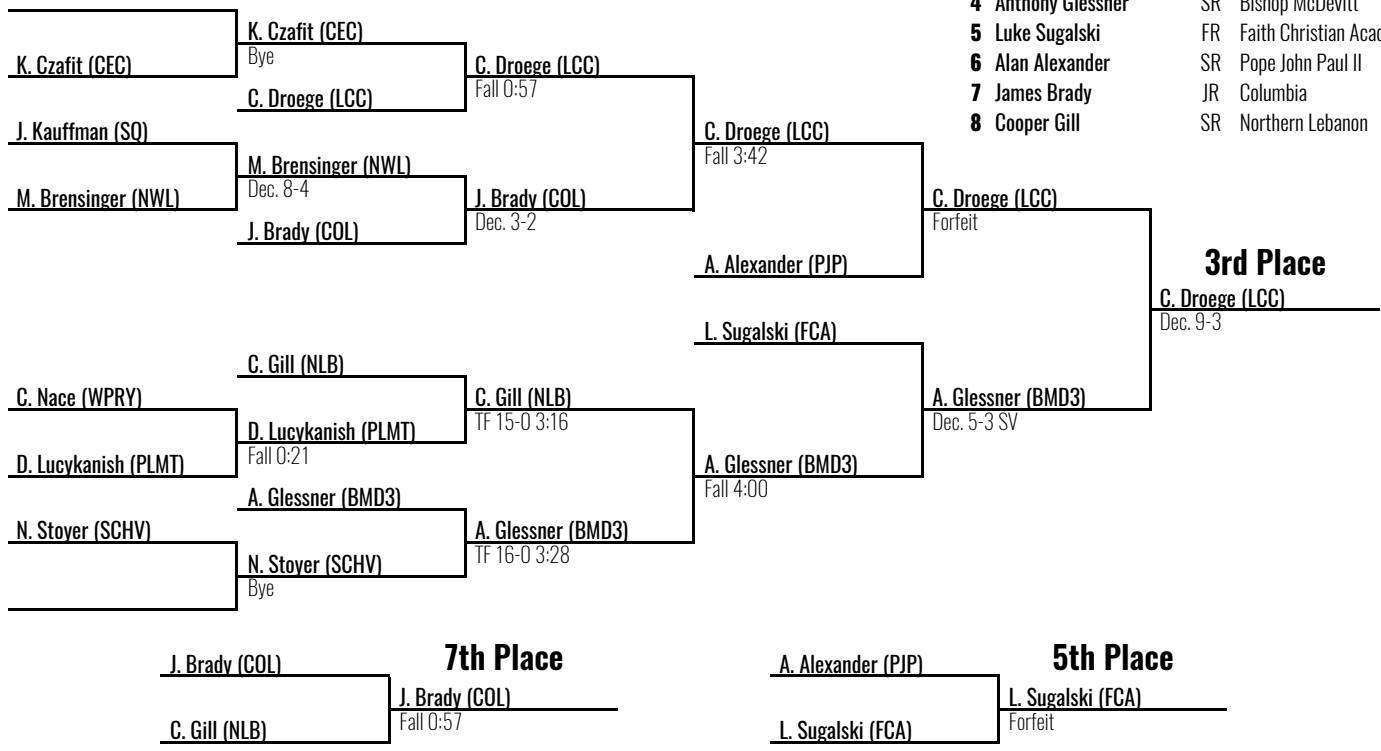 4 Anthony Glessner SR Bishop McDevitt
5 Luke Sugalski FR Faith Christian
6 Alan Alexander SR Pope John Paul II
7 James Brady JR Columbia
8 Cooper Gill SR Northern Lebanon
K. Czafit (CEC)
K. Czafit (CEC)
Bye
C. Droege (LCC)
C. Droege (LCC)
Fall 0:57
J. Kauffman (SQ)
M. Brensinger (NWL)
M. Brensinger (NWL)
Dec. 8-4
J. Brady (COL)
J. Brady (COL)
Dec. 3-2
C. Droege (LCC)
Fall 3:42
A. Alexander (PJP)
C. Droege (LCC)
Forfeit
3rd Place
C. Droege (LCC)
Dec. 9-3
L. Sugalski (FCA)
C. Gill (NLB)
C. Nace (WPRY)
D. Lucykanish (PLMT)
D. Lucykanish (PLMT)
Fall 0:21
C. Gill (NLB)
TF 15-0 3:16
A. Glessner (BMD3)
N. Stoyer (SCHV)
N. Stoyer (SCHV)
Bye
A. Glessner (BMD3)
TF 16-0 3:28
A. Glessner (BMD3)
Fall 4:00
A. Glessner (BMD3)
Dec. 5-3 SV
J. Brady (COL)
C. Gill (NLB)
7th Place
J. Brady (COL)
Fall 0:57
A. Alexander (PJP)
L. Sugalski (FCA)
5th Place
L. Sugalski (FCA)
Forfeit